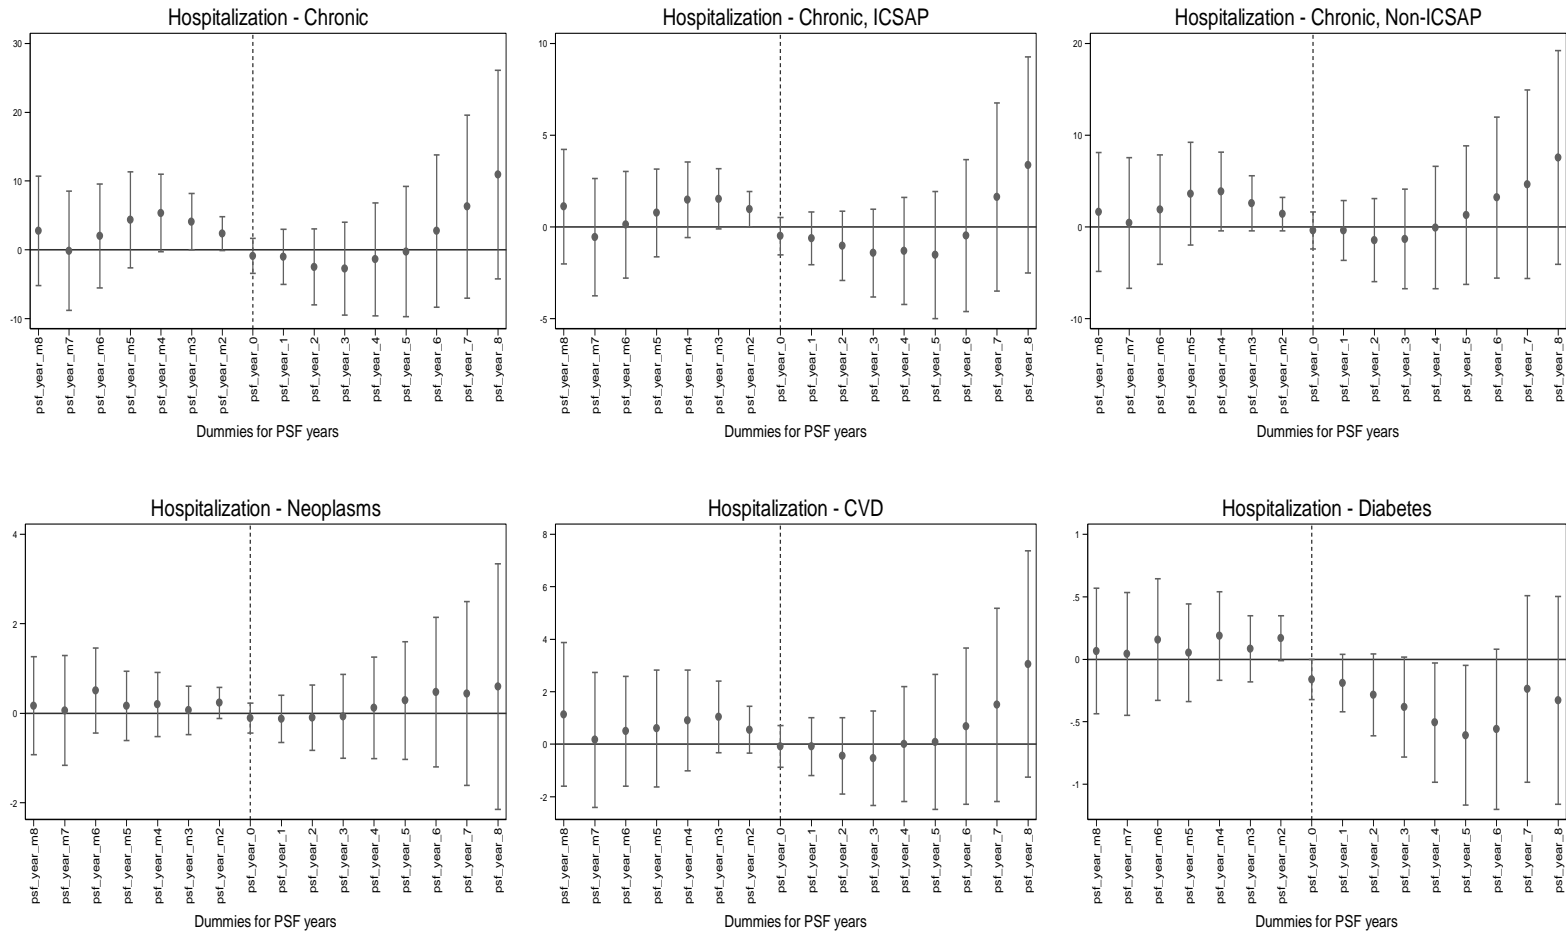 Hospitalization - Chronic
30
20
10
0
-10
psf_year_m8
psf_year_m7
psf_year_m6
psf_year_m5
psf_year_m4
psf_year_m3
psf_year_m2
psf_year_0
psf_year_1
psf_year_2
psf_year_3
psf_year_4
psf_year_5
psf_year_6
psf_year_7
psf_year_8
Dummies for PSF years
Hospitalization - Chronic, ICSAP
10
5
0
-5
psf_year_m8
psf_year_m7
psf_year_m6
psf_year_m5
psf_year_m4
psf_year_m3
psf_year_m2
psf_year_0
psf_year_1
psf_year_2
psf_year_3
psf_year_4
psf_year_5
psf_year_6
psf_year_7
psf_year_8
Dummies for PSF years
Hospitalization - Chronic, Non-ICSAP
20
10
0
-10
psf_year_m8
psf_year_m7
psf_year_m6
psf_year_m5
psf_year_m4
psf_year_m3
psf_year_m2
psf_year_0
psf_year_1
psf_year_2
psf_year_3
psf_year_4
psf_year_5
psf_year_6
psf_year_7
psf_year_8
Dummies for PSF years
Hospitalization - Neoplasms
4
2
0
-2
psf_year_m8
psf_year_m7
psf_year_m6
psf_year_m5
psf_year_m4
psf_year_m3
psf_year_m2
psf_year_0
psf_year_1
psf_year_2
psf_year_3
psf_year_4
psf_year_5
psf_year_6
psf_year_7
psf_year_8
Dummies for PSF years
Hospitalization - CVD
8
6
4
2
0
-2
psf_year_m8
psf_year_m7
psf_year_m6
psf_year_m5
psf_year_m4
psf_year_m3
psf_year_m2
psf_year_0
psf_year_1
psf_year_2
psf_year_3
psf_year_4
psf_year_5
psf_year_6
psf_year_7
psf_year_8
Dummies for PSF years
Hospitalization - Diabetes
1
.5
0
-.5
-1
psf_year_m8
psf_year_m7
psf_year_m6
psf_year_m5
psf_year_m4
psf_year_m3
psf_year_m2
psf_year_0
psf_year_1
psf_year_2
psf_year_3
psf_year_4
psf_year_5
psf_year_6
psf_year_7
psf_year_8
Dummies for PSF years